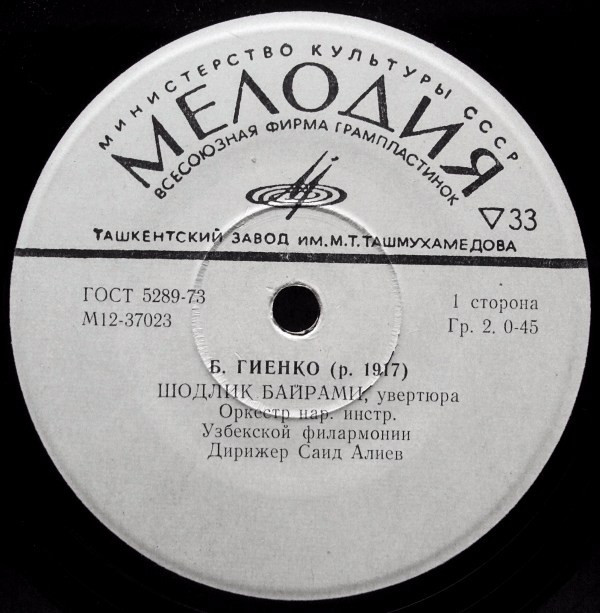 МИНИСТЕРСТВО КУЛЬТУРЫ СССР
МЕЛОДИЯ
ВСЕСОЮЗНАЯ ФИРМА ГРАМПЛАСТИНОК
▽33
ТАШКЕНТСКИЙ ЗАВОД ИМ. М.Т. ТАШМУХАМЕДОВА
ГОСТ 5289-73
М12-37023
1 сторона
Гр. 2. 0-45
Б. ГИЕНКО (р. 1917)
ШОДЛИК БАЙРАМИ, увертюра
Оркестр нар. инстр.
Узбекской филармонии
Дирижер Саид Алиев